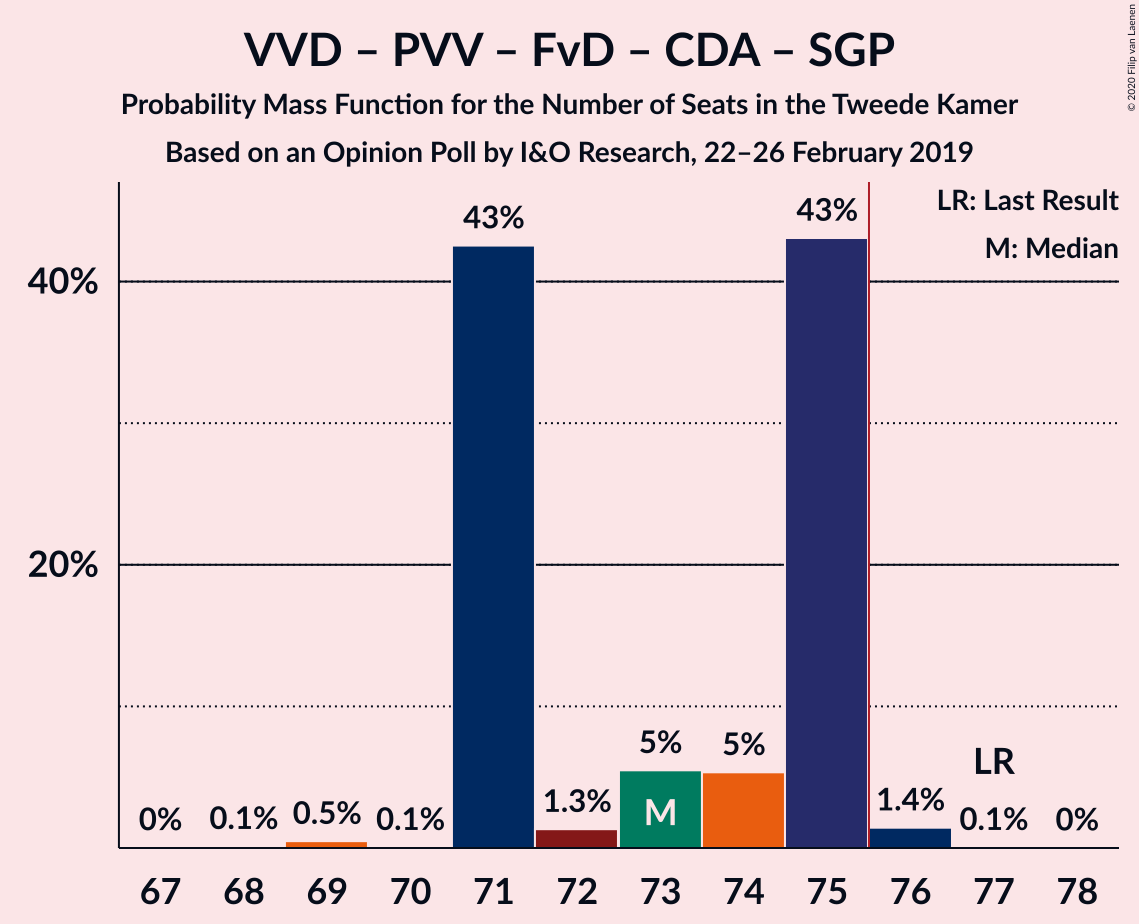 VVD – PVV – FvD – CDA – SGP
Probability Mass Function for the Number of Seats in the Tweede Kamer
Based on an Opinion Poll by I&O Research, 22–26 February 2019
© 2020 Filip van Laenen
LR: Last Result
M: Median
40%
20%
0%
0.1%
0.5%
0.1%
43%
1.3%
5%
5%
43%
1.4%
0.1%
0%
M
LR
67 68 69 70 71 72 73 74 75 76 77 78